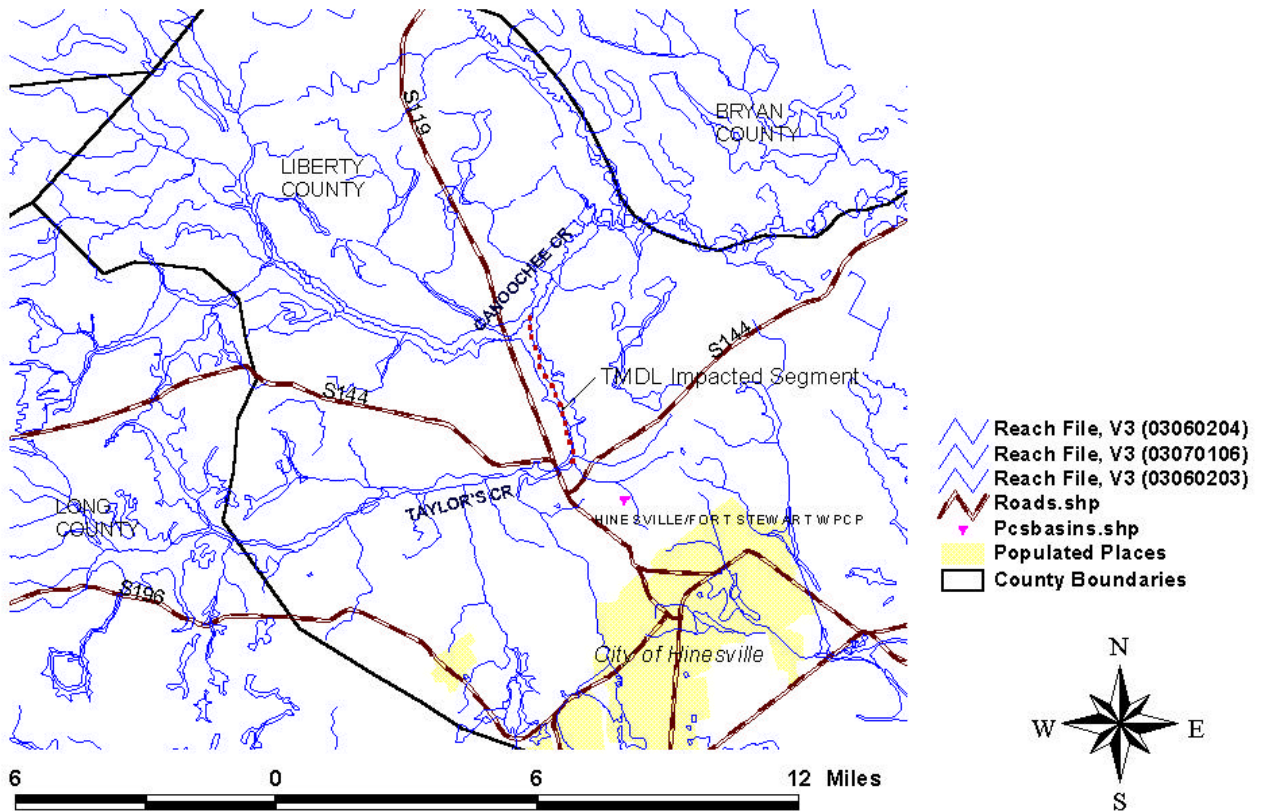 S119
BRYAN
COUNTY
LIBERTY
COUNTY
CANOOCHEE CR
S144
TMDL Impacted Segment
S144
LONG
COUNTY
TAYLOR'S CR
HINESVILLE/FORT STEWART WPCP
S196
City of Hinesville
Reach File, V3 (03060204)
Reach File, V3 (03070106)
Reach File, V3 (03060203)
Roads.shp
Pcsbasins.shp
Populated Places
County Boundaries
N
W E
S
6 0 6 12 Miles